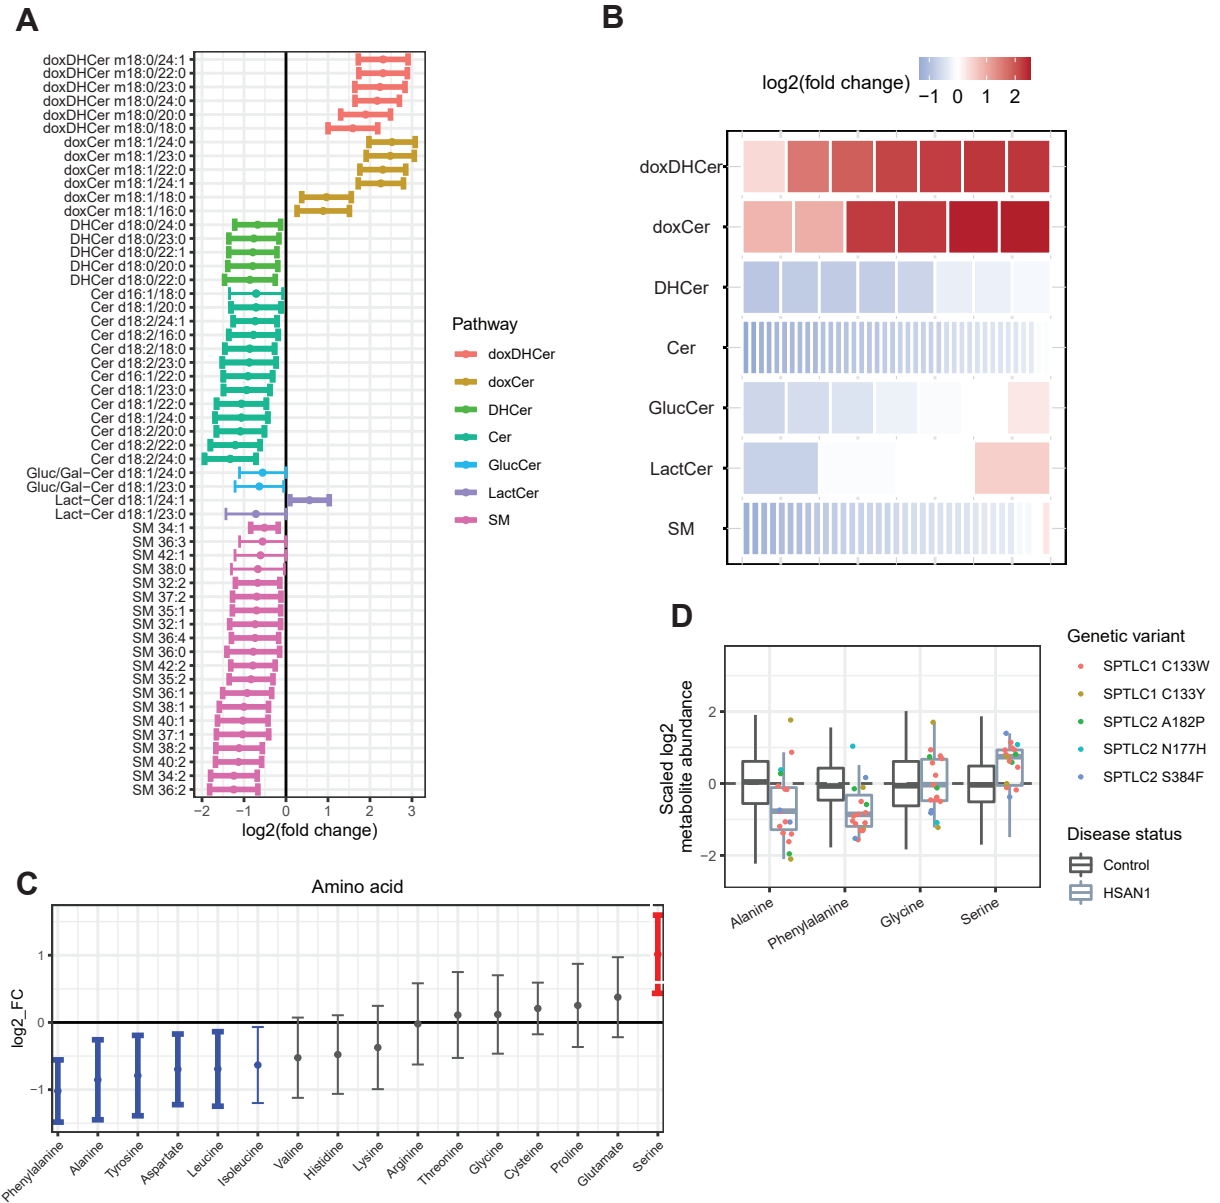 A
doxDHCer m18:0/24:1
doxDHCer m18:0/22:0
doxDHCer m18:0/23:0
doxDHCer m18:0/24:0
doxDHCer m18:0/20:0
doxDHCer m18:0/18:0
doxCer m18:1/24:0
doxCer m18:1/23:0
doxCer m18:1/22:0
doxCer m18:1/24:1
doxCer m18:1/18:0
doxCer m18:1/16:0
DHCer d18:0/24:0
DHCer d18:0/23:0
DHCer d18:0/22:1
DHCer d18:0/20:0
DHCer d18:0/22:0
Cer d16:1/18:0
Cer d18:1/20:0
Cer d18:2/24:1
Cer d18:2/16:0
Cer d18:2/18:0
Cer d18:2/23:0
Cer d16:1/22:0
Cer d18:1/23:0
Cer d18:1/22:0
Cer d18:1/24:0
Cer d18:2/20:0
Cer d18:2/22:0
Cer d18:2/24:0
Gluc/Gal−Cer d18:1/24:0
Gluc/Gal−Cer d18:1/23:0
Lact−Cer d18:1/24:1
Lact−Cer d18:1/23:0
SM 34:1
SM 36:3
SM 42:1
SM 38:0
SM 32:2
SM 37:2
SM 35:1
SM 32:1
SM 36:4
SM 36:0
SM 42:2
SM 35:2
SM 36:1
SM 38:1
SM 40:1
SM 37:1
SM 38:2
SM 40:2
SM 34:2
SM 36:2
−2 −1 0 1 2 3
log2(fold change)
Pathway
doxDHCer
doxCer
DHCer
Cer
GlucCer
LactCer
SM
B
log2(fold change)
−1 0 1 2
doxDHCer
doxCer
DHCer
Cer
GlucCer
LactCer
SM
C
Amino acid
log2_FC
1
0
−1
Phenylalanine
Alanine
Tyrosine
Aspartate
Leucine
Isoleucine
Valine
Histidine
Lysine
Arginine
Threonine
Glycine
Cysteine
Proline
Glutamate
Serine
D
Scaled log2
metabolite abundance
2
0
−2
Alanine
Phenylalanine
Glycine
Serine
Genetic variant
SPTLC1 C133W
SPTLC1 C133Y
SPTLC2 A182P
SPTLC2 N177H
SPTLC2 S384F
Disease status
Control
HSAN1